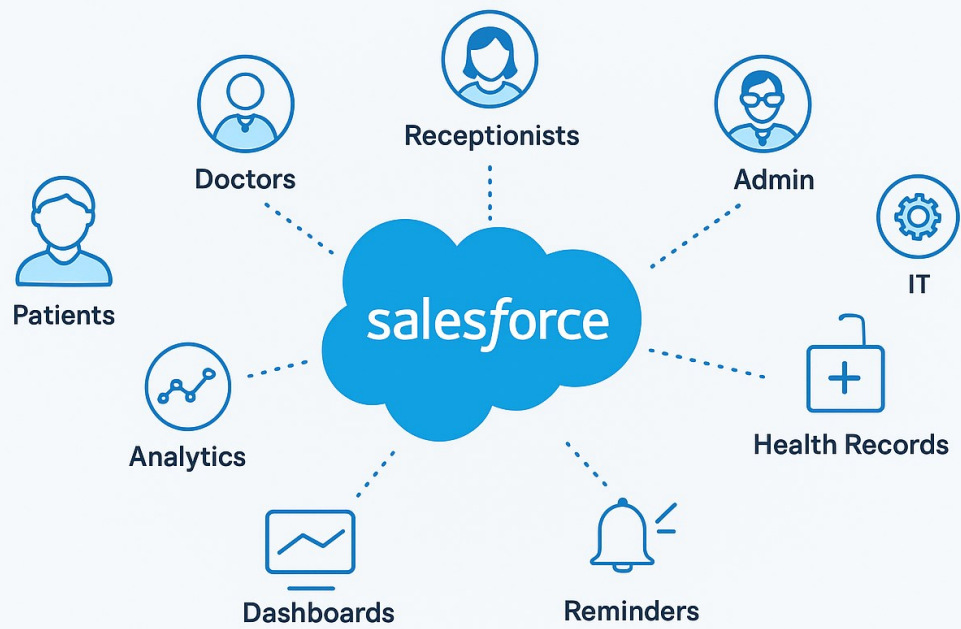 Receptionists
Doctors
Admin
IT
Patients
salesforce
Health Records
Analytics
Dashboards
Reminders